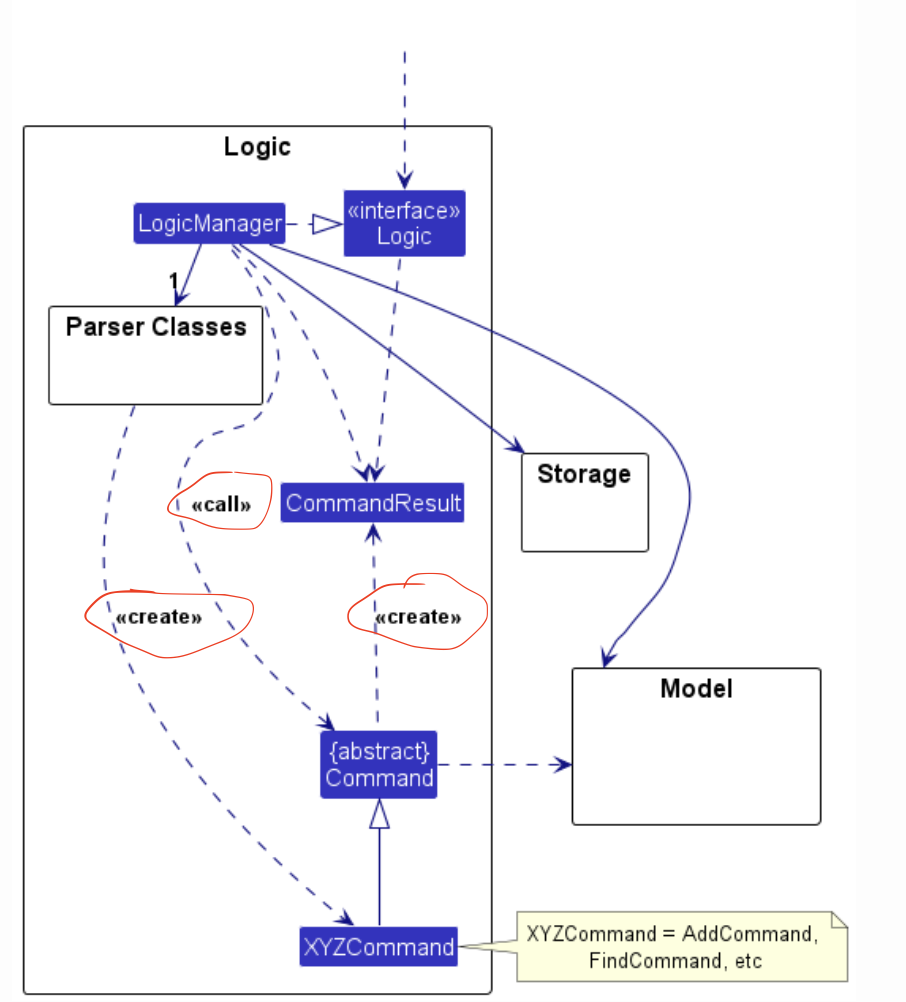 Logic
LogicManager
«interface»
Logic
1
Parser Classes
Storage
«call»
CommandResult
«create»
«create»
Model
{abstract}
Command
XYZCommand
XYZCommand = AddCommand,
FindCommand, etc